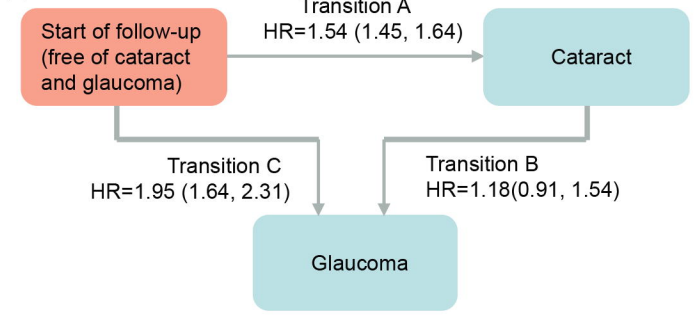 Transition A
HR=1.54 (1.45, 1.64)
Start of follow-up
(free of cataract
and glaucoma)
Cataract
Transition C
HR=1.95 (1.64, 2.31)
Transition B
HR=1.18(0.91, 1.54)
Glaucoma